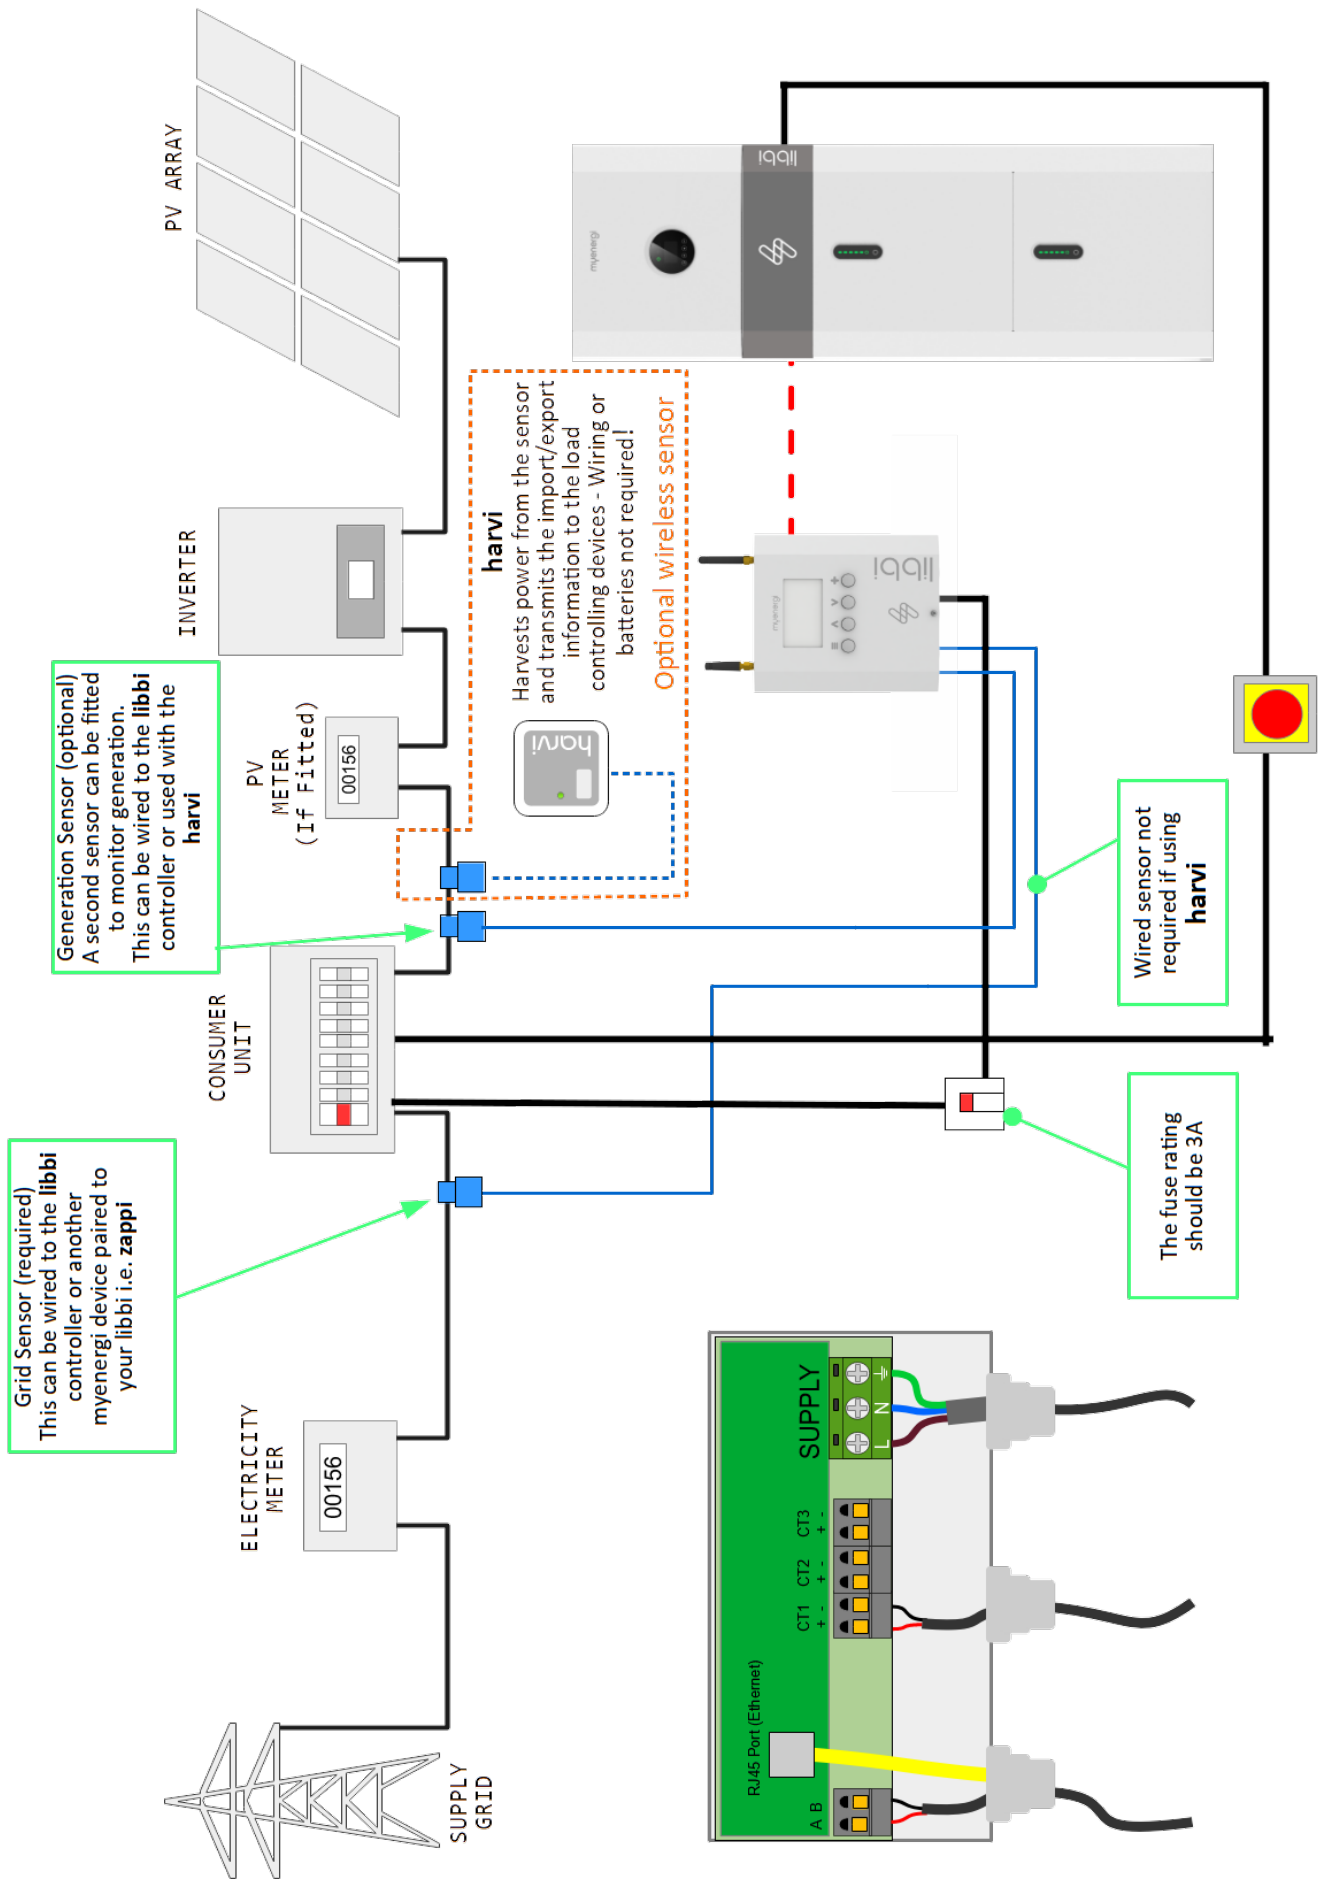 Grid Sensor (required)
This can be wired to the libbi
controller or another
myenergi device paired to
your libbi i.e. zappi
Generation Sensor (optional)
A second sensor can be fitted
to monitor generation.
This can be wired to the libbi
controller or used with the
harvi
PV ARRAY
INVERTER
PV
METER
(If Fitted)
00156
CONSUMER
UNIT
ELECTRICITY
METER
00156
SUPPLY
GRID
harvi
Harvests power from the sensor
and transmits the import/export
information to the load
controlling devices - Wiring or
batteries not required!
Optional wireless sensor
harvi
myenergi
libbi
myenergi
libbi
Wired sensor not
required if using
harvi
The fuse rating
should be 3A
RJ45 Port (Ethernet)
A B
CT1 CT2 CT3
+ - + - + -
SUPPLY
L N